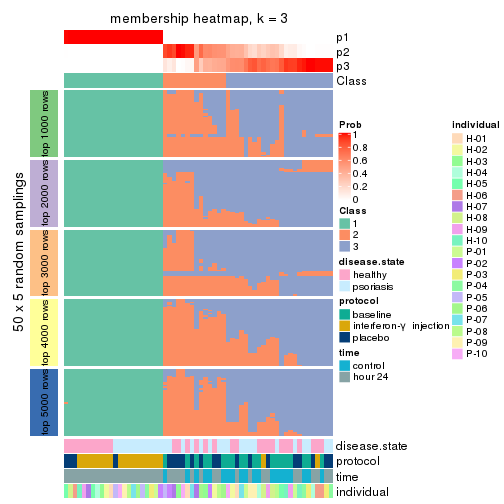 membership heatmap, k = 3
p1
p2
p3
Class
50 x 5 random samplings
top 1000 rows
top 2000 rows
top 3000 rows
top 4000 rows
top 5000 rows
disease.state
protocol
time
individual
Prob
1
0.8
0.6
0.4
0.2
0
Class
1
2
3
disease.state
healthy
psoriasis
protocol
baseline
interferon-γ injection
placebo
time
control
hour 24
individual
H-01
H-02
H-03
H-04
H-05
H-06
H-07
H-08
H-09
H-10
P-01
P-02
P-03
P-04
P-05
P-06
P-07
P-08
P-09
P-10